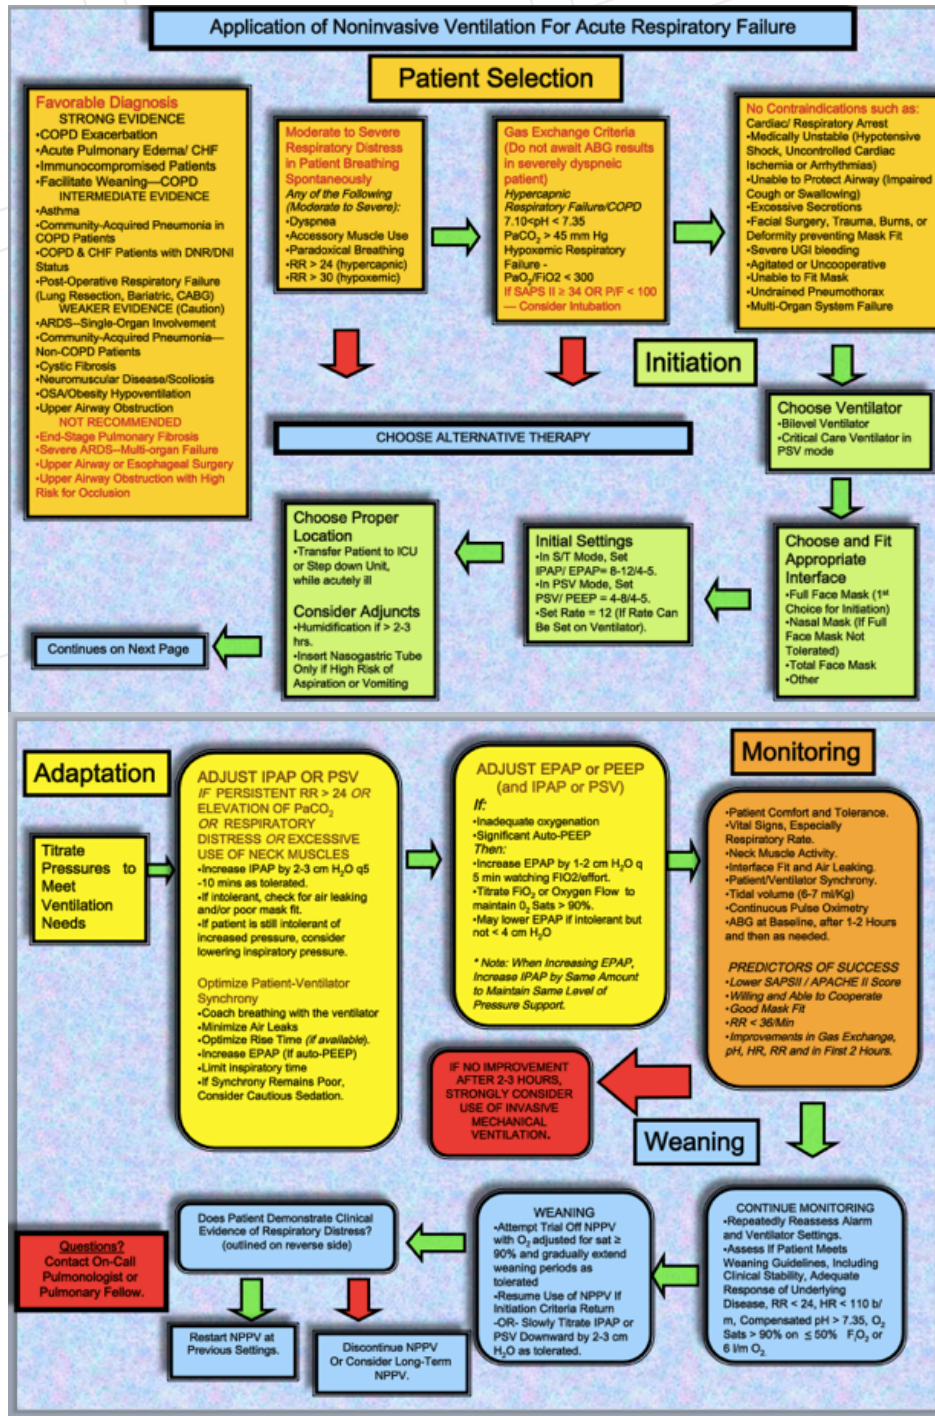 Application of Noninvasive Ventilation For Acute Respiratory Failure
Patient Selection
Favorable Diagnosis
STRONG EVIDENCE
•COPD Exacerbation
•Acute Pulmonary Edema/ CHF
•Immunocompromised Patients
•Facilitate Weaning—COPD
INTERMEDIATE EVIDENCE
•Asthma
•Community-Acquired Pneumonia in
COPD Patients
•COPD & CHF Patients with DNR/DNI
Status
•Post-Operative Respiratory Failure
(Lung Resection, Bariatric, CABG)
WEAKER EVIDENCE (Caution)
•ARDS--Single-Organ Involvement
•Community-Acquired Pneumonia—
Non-COPD Patients
•Cystic Fibrosis
•Neuromuscular Disease/Scoliosis
•OSA/Obesity Hypoventilation
•Upper Airway Obstruction
NOT RECOMMENDED
•End-Stage Pulmonary Fibrosis
•Severe ARDS--Multi-organ Failure
•Upper Airway or Esophageal Surgery
•Upper Airway Obstruction with High
Risk for Occlusion
Moderate to Severe
Respiratory Distress
in Patient Breathing
Spontaneously
Any of the Following
(Moderate to Severe):
•Dyspnea
•Accessory Muscle Use
•Paradoxical Breathing
•RR > 24 (hypercapnic)
•RR > 30 (hypoxemic)
Gas Exchange Criteria
(Do not await ABG results
in severely dyspneic
patient)
Hypercapnic
Respiratory Failure/COPD
7.10<pH < 7.35
PaCO2 > 45 mm Hg
Hypoxemic Respiratory
Failure -
PaO2/FiO2 < 300
If SAPS II ≥ 34 OR P/F < 100
— Consider Intubation
No Contraindications such as:
Cardiac/ Respiratory Arrest
•Medically Unstable (Hypotensive
Shock, Uncontrolled Cardiac
Ischemia or Arrhythmias)
•Unable to Protect Airway (Impaired
Cough or Swallowing)
•Excessive Secretions
•Facial Surgery, Trauma, Burns, or
Deformity preventing Mask Fit
•Severe UGI bleeding
•Agitated or Uncooperative
•Unable to Fit Mask
•Undrained Pneumothorax
•Multi-Organ System Failure
Initiation
CHOOSE ALTERNATIVE THERAPY
Choose Ventilator
•Bilevel Ventilator
•Critical Care Ventilator in
PSV mode
Choose and Fit
Appropriate
Interface
•Full Face Mask (1st
Choice for Initiation)
•Nasal Mask (If Full
Face Mask Not
Tolerated)
•Total Face Mask
•Other
Initial Settings
•In S/T Mode, Set
IPAP/ EPAP= 8-12/4-5.
•In PSV Mode, Set
PSV/ PEEP = 4-8/4-5.
•Set Rate = 12 (If Rate Can
Be Set on Ventilator).
Choose Proper
Location
•Transfer Patient to ICU
or Step down Unit,
while acutely ill
Consider Adjuncts
•Humidification if > 2-3
hrs.
•Insert Nasogastric Tube
Only if High Risk of
Aspiration or Vomiting
Continues on Next Page
Adaptation
Titrate
Pressures to
Meet
Ventilation
Needs
ADJUST IPAP OR PSV
IF PERSISTENT RR > 24 OR
ELEVATION OF PaCO2
OR RESPIRATORY
DISTRESS OR EXCESSIVE
USE OF NECK MUSCLES
•Increase IPAP by 2-3 cm H2O q5
-10 mins as tolerated.
•If intolerant, check for air leaking
and/or poor mask fit.
•If patient is still intolerant of
increased pressure, consider
lowering inspiratory pressure.
Optimize Patient-Ventilator
Synchrony
•Coach breathing with the ventilator
•Minimize Air Leaks
•Optimize Rise Time (if available).
•Increase EPAP (If auto-PEEP)
•Limit inspiratory time
•If Synchrony Remains Poor,
Consider Cautious Sedation.
ADJUST EPAP or PEEP
(and IPAP or PSV)
If:
•Inadequate oxygenation
•Significant Auto-PEEP
Then:
•Increase EPAP by 1-2 cm H2O q
5 min watching FIO2/effort.
•Titrate FiO2 or Oxygen Flow to
maintain 02 Sats > 90%.
•May lower EPAP if intolerant but
not < 4 cm H2O
* Note: When Increasing EPAP,
Increase IPAP by Same Amount
to Maintain Same Level of
Pressure Support.
Monitoring
•Patient Comfort and Tolerance.
•Vital Signs, Especially
Respiratory Rate.
•Neck Muscle Activity.
•Interface Fit and Air Leaking.
•Patient/Ventilator Synchrony.
•Tidal volume (6-7 ml/Kg)
•Continuous Pulse Oximetry
•ABG at Baseline, after 1-2 Hours
and then as needed.
PREDICTORS OF SUCCESS
•Lower SAPSII / APACHE II Score
•Willing and Able to Cooperate
•Good Mask Fit
•RR < 36/Min
•Improvements in Gas Exchange,
pH, HR, RR and in First 2 Hours.
IF NO IMPROVEMENT
AFTER 2-3 HOURS,
STRONGLY CONSIDER
USE OF INVASIVE
MECHANICAL
VENTILATION.
Weaning
CONTINUE MONITORING
•Repeatedly Reassess Alarm
and Ventilator Settings.
•Assess If Patient Meets
Weaning Guidelines, Including
Clinical Stability, Adequate
Response of Underlying
Disease, RR < 24, HR < 110 b/
m, Compensated pH > 7.35, O2
Sats > 90% on ≤ 50% FIO2 or
6 l/m O2.
WEANING
•Attempt Trial Off NPPV
with O2 adjusted for sat ≥
90% and gradually extend
weaning periods as
tolerated
•Resume Use of NPPV If
Initiation Criteria Return
-OR- Slowly Titrate IPAP or
PSV Downward by 2-3 cm
H2O as tolerated.
Does Patient Demonstrate Clinical
Evidence of Respiratory Distress?
(outlined on reverse side)
Questions?
Contact On-Call
Pulmonologist or
Pulmonary Fellow.
Restart NPPV at
Previous Settings.
Discontinue NPPV
Or Consider Long-Term
NPPV.